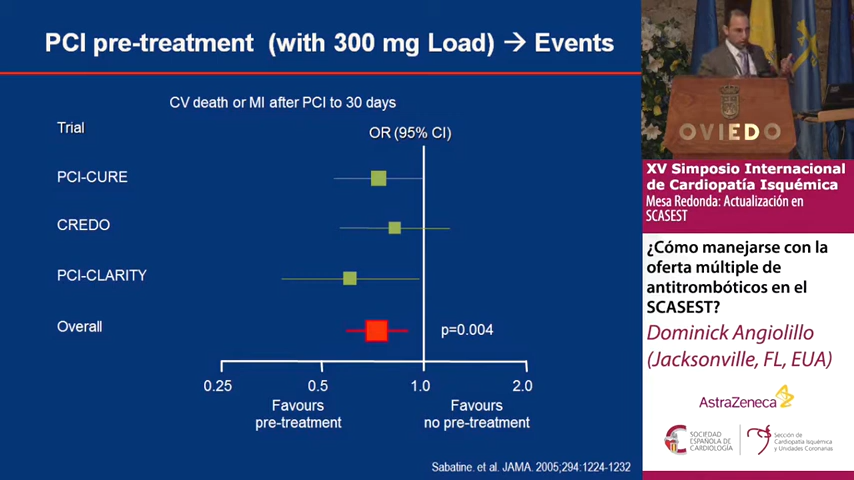 PCI pre-treatment (with 300 mg Load) → Events
CV death or MI after PCI to 30 days
Trial
OR (95% CI)
PCI-CURE
CREDO
PCI-CLARITY
Overall
p=0.004
0.25
0.5
1.0
2.0
Favours
pre-treatment
Favours
no pre-treatment
Sabatine. et al. JAMA. 2005;294:1224-1232
OVIEDO
XV Simposio Internacional
de Cardiopatía Isquémica
Mesa Redonda: Actualización en
SCASEST
¿Cómo manejarse con la
oferta múltiple de
antitrombóticos en el
SCASEST?
Dominick Angiolillo
(Jacksonville, FL, EUA)
AstraZeneca
SOCIEDAD
ESPAÑOLA DE
CARDIOLOGÍA
Sección de
Cardiopatía Isquémica
y Unidades Coronarias